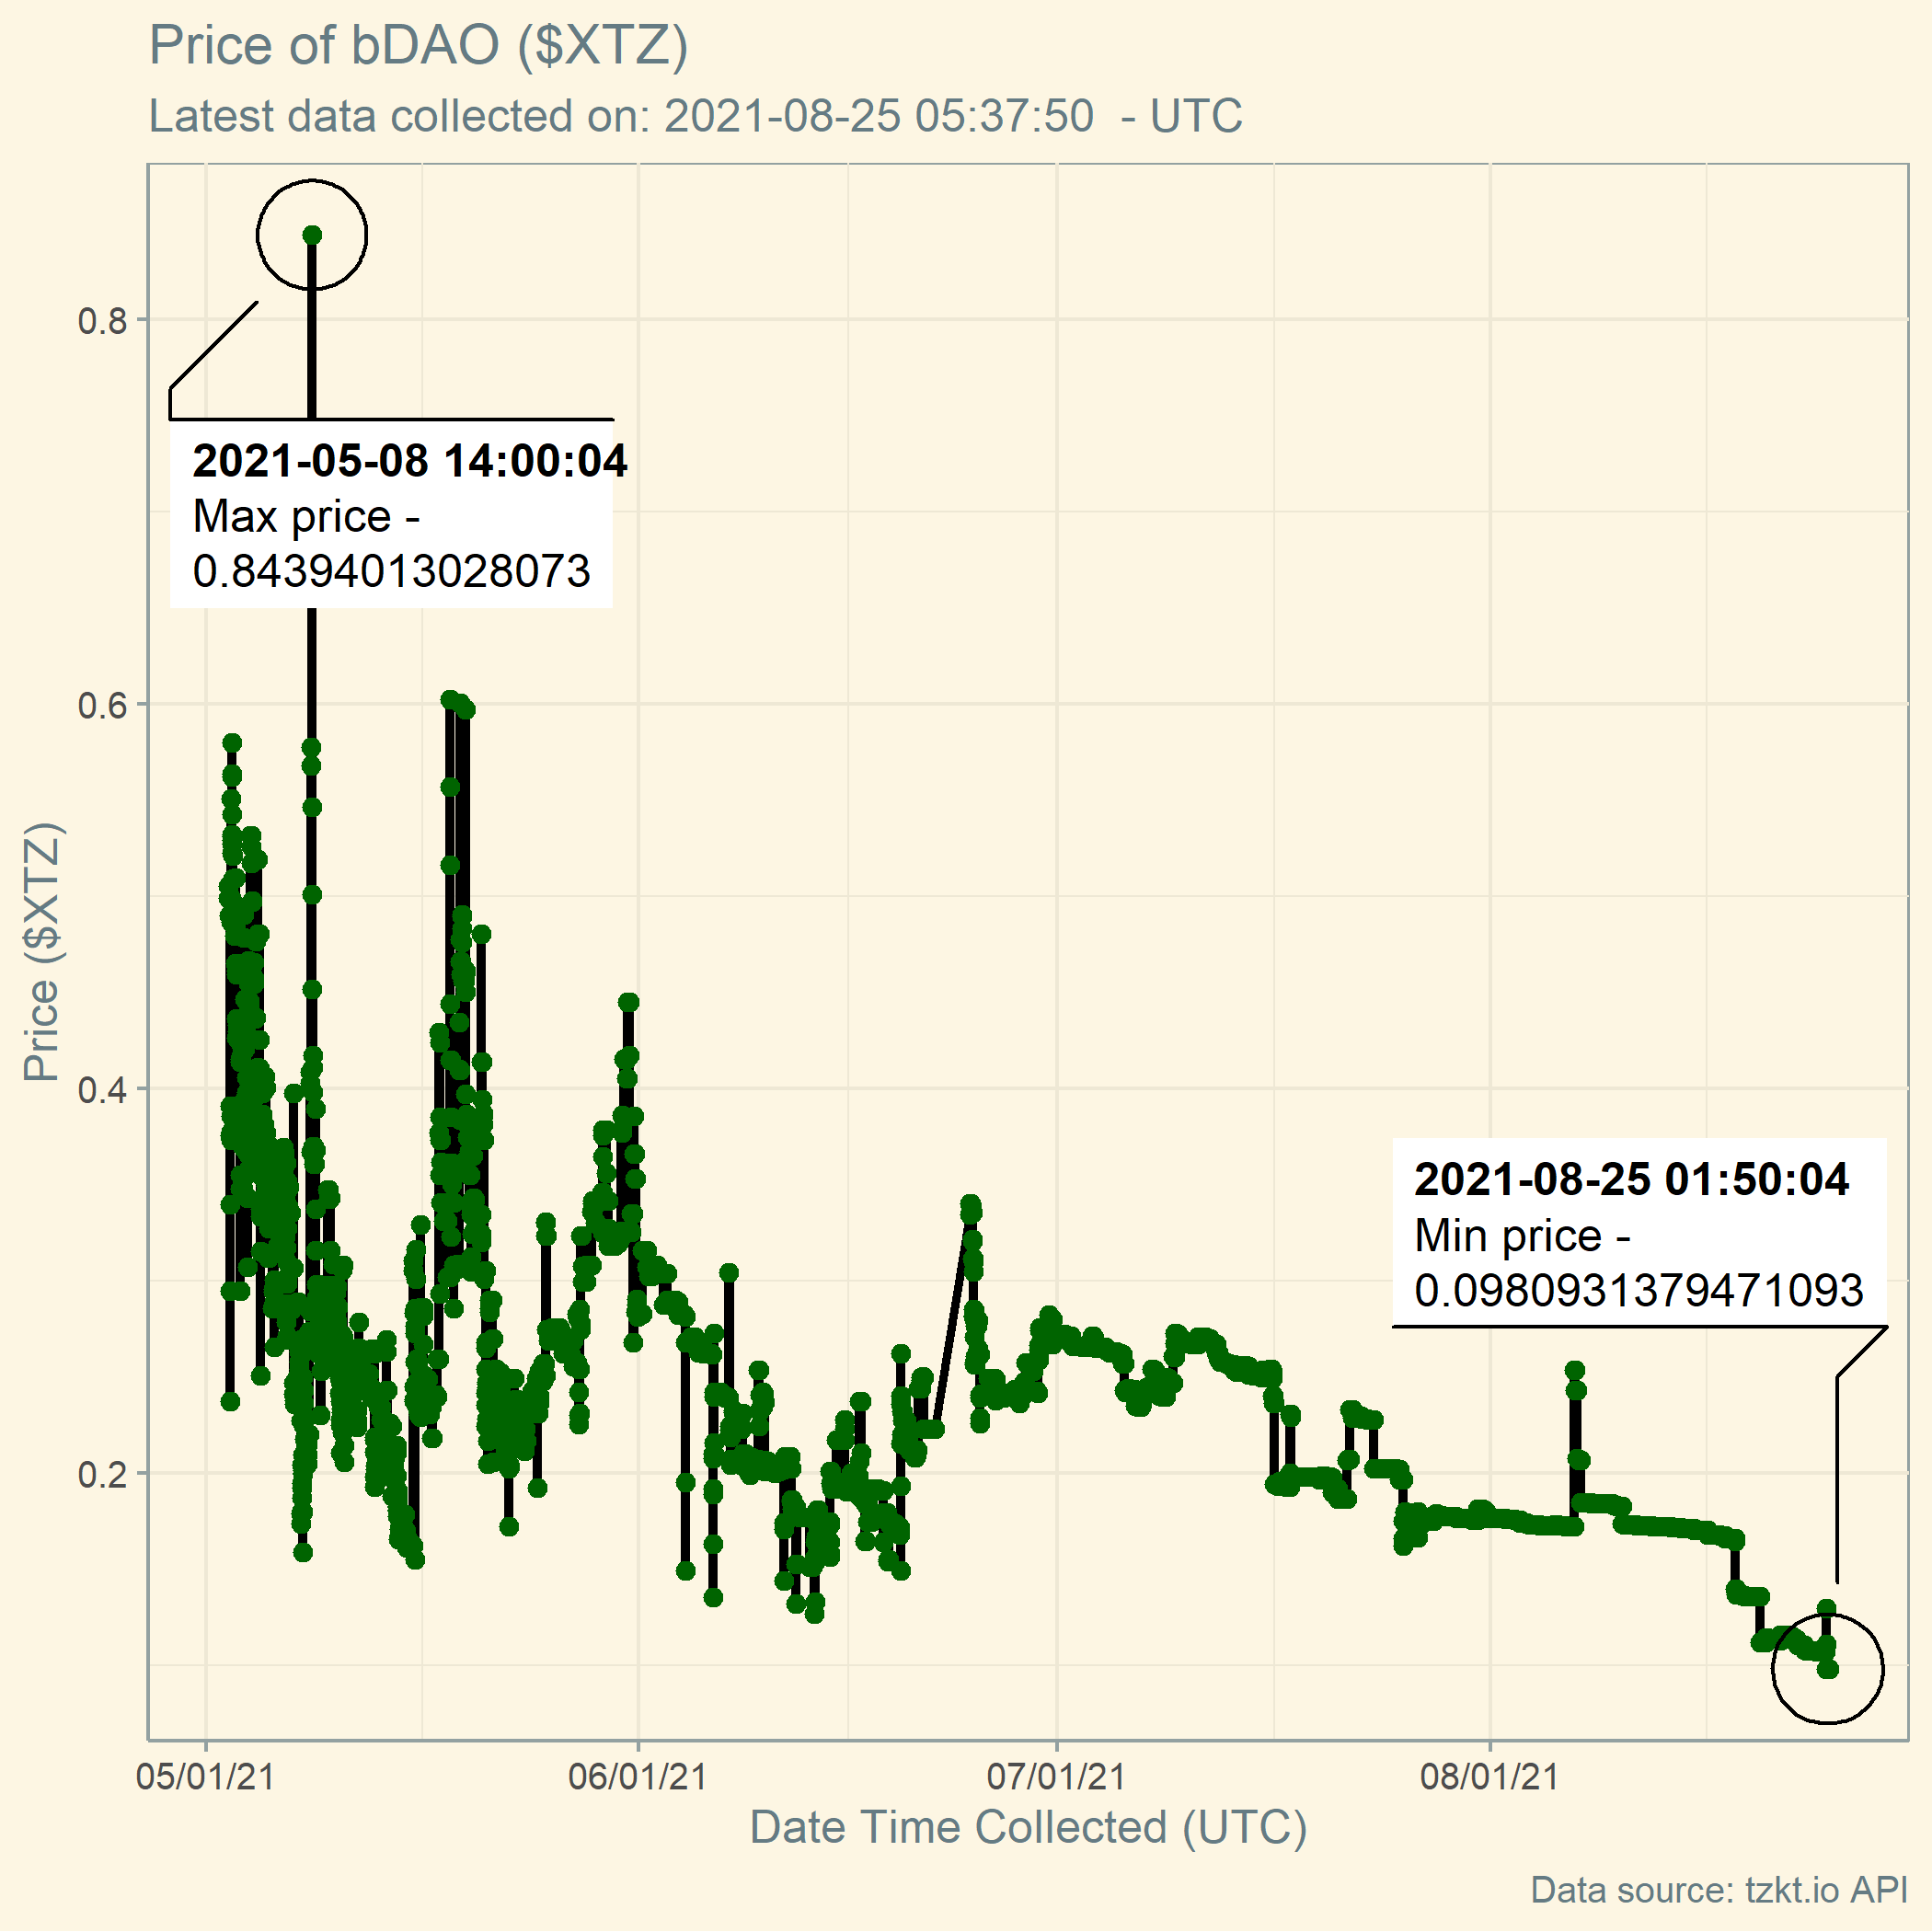 Price of bDAO ($XTZ)
Latest data collected on: 2021-08-25 05:37:50  - UTC
0.8
0.6
0.4
0.2
Price ($XTZ)
2021-05-08 14:00:04
Max price -
0.84394013028073
2021-08-25 01:50:04
Min price -
0.0980931379471093
05/01/21
06/01/21
07/01/21
08/01/21
Date Time Collected (UTC)
Data source: tzkt.io API